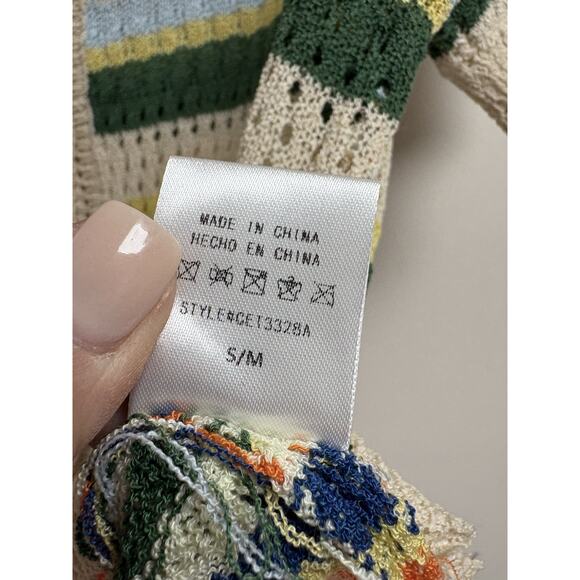 MADE IN CHINA
HECHO EN CHINA
STYLE#CET3328A
S/M